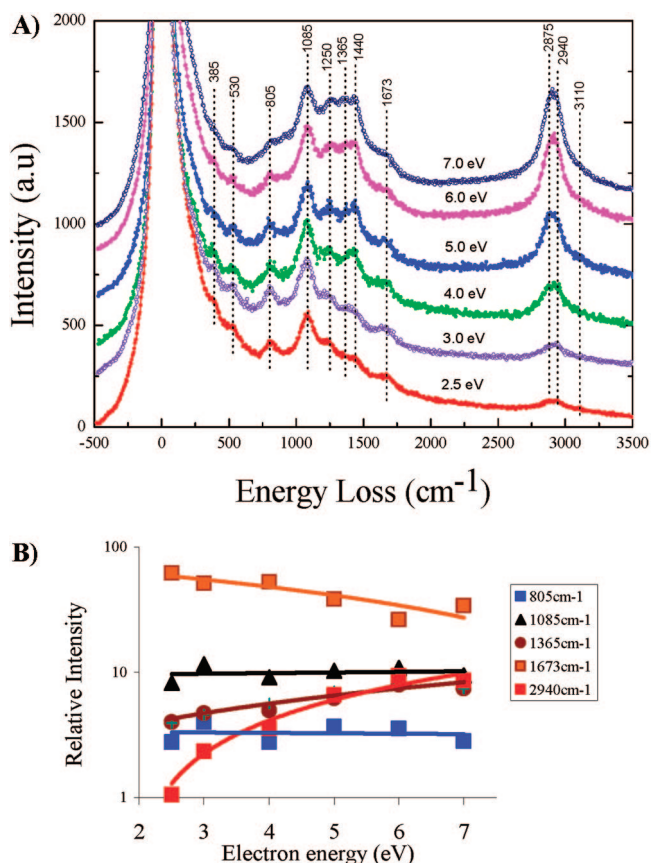 A)
2000
1500
1000
500
0
Intensity (a.u)
385
530
805
1085
1250
1365
1440
1673
2875
2940
3110
7.0 eV
6.0 eV
5.0 eV
4.0 eV
3.0 eV
2.5 eV
-500 0 500 1000 1500 2000 2500 3000 3500
Energy Loss (cm-1)
B)
100
10
1
Relative Intensity
805cm-1
1085cm-1
1365cm-1
1673cm-1
2940cm-1
2 3 4 5 6 7
Electron energy (eV)